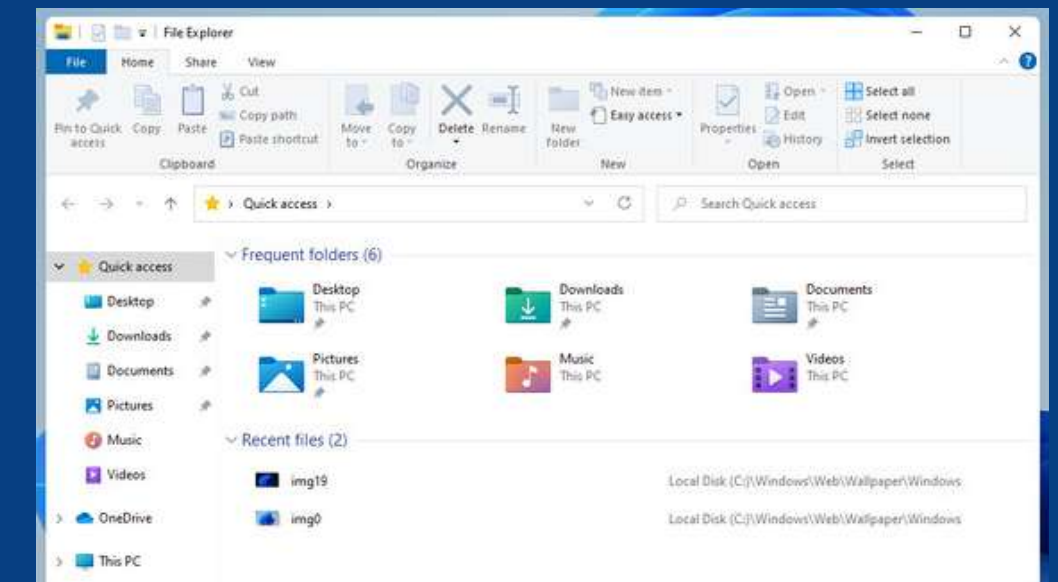 File Explorer
File Home Share View
Pin to Quick access
Copy
Paste
Cut
Copy path
Paste shortcut
Clipboard
Move to
Copy to
Delete
Rename
Organize
New folder
New item
Easy access
New
Properties
Open
Edit
History
Open
Select all
Select none
Invert selection
Select
Quick access
Search Quick access
Quick access
Desktop
Downloads
Documents
Pictures
Music
Videos
OneDrive
This PC
Frequent folders (6)
Desktop
This PC
Downloads
This PC
Documents
This PC
Pictures
This PC
Music
This PC
Videos
This PC
Recent files (2)
img19 Local Disk (C:)\Windows\Web\Wallpaper\Windows
img0 Local Disk (C:)\Windows\Web\Wallpaper\Windows